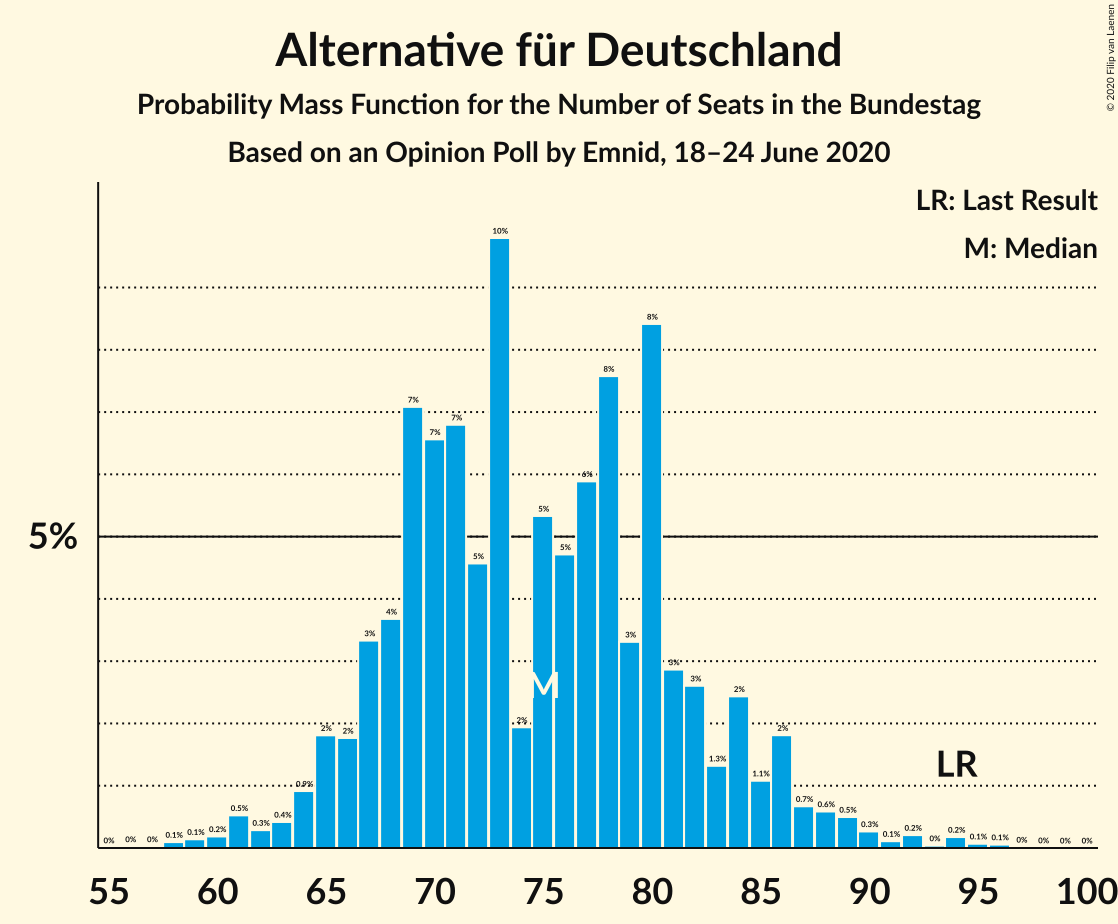 Alternative für Deutschland
Probability Mass Function for the Number of Seats in the Bundestag
Based on an Opinion Poll by Emnid, 18–24 June 2020
© 2020 Filip van Laenen
LR: Last Result
M: Median
5%
0% 0% 0% 0.1% 0.1% 0.2% 0.5% 0.3% 0.4% 0.9% 2% 2% 3% 4% 7% 7% 7% 5% 10% 2% 5% 5% 6% 8% 3% 8% 3% 3% 1.3% 2% 1.1% 2% 0.7% 0.6% 0.5% 0.3% 0.1% 0.2% 0% 0.2% 0.1% 0.1% 0% 0% 0% 0%
M
LR
55 60 65 70 75 80 85 90 95 100